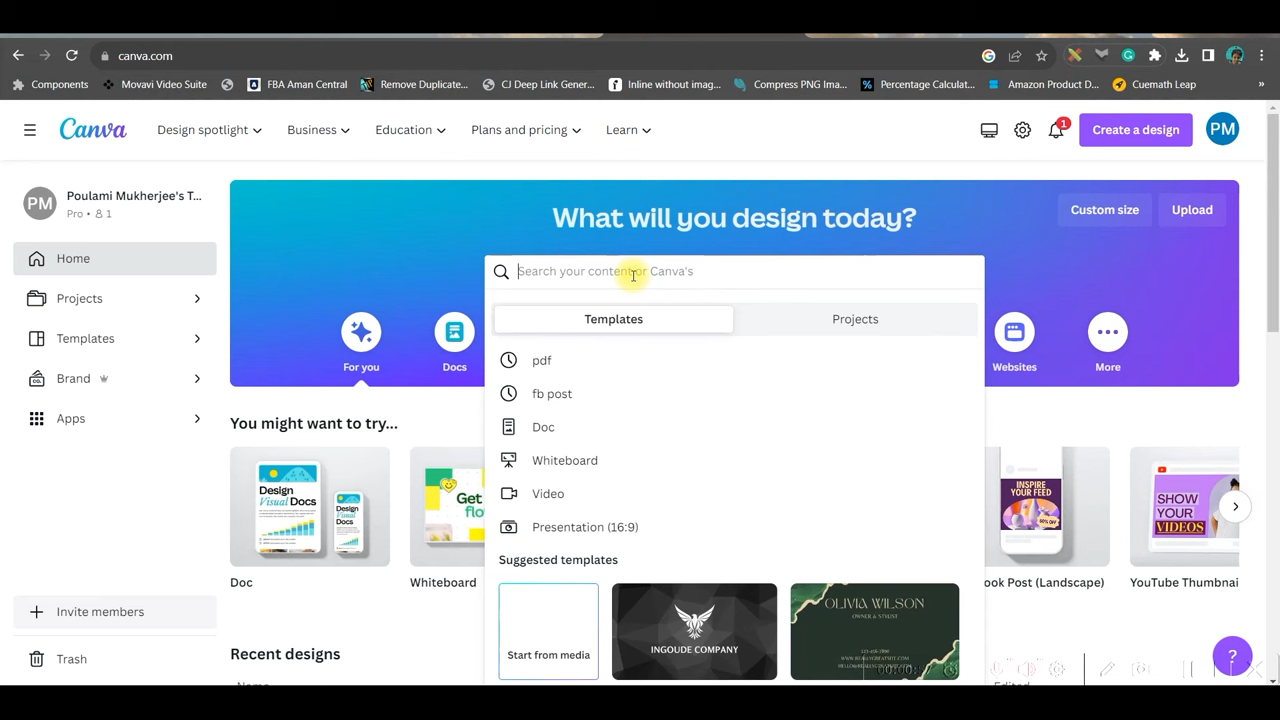 canva.com
Components
Movavi Video Suite
FBA Aman Central
Remove Duplicate...
CJ Deep Link Gener...
Inline without imag...
Compress PNG Ima...
Percentage Calculat...
Amazon Product D...
Cuemath Leap
»
Canva
Design spotlight
Business
Education
Plans and pricing
Learn
1
Create a design
PM
PM
Poulami Mukherjee's T...
Pro • 1
Home
Projects
Templates
Brand
Apps
Invite members
Trash
What will you design today?
Custom size
Upload
Search your content or Canva's
Templates
Projects
For you
Docs
Websites
More
pdf
fb post
Doc
Whiteboard
Video
Presentation (16:9)
Suggested templates
Start from media
INGOUDE COMPANY
OLIVIA WILSON
OWNER & STYLIST
You might want to try...
Design
Visual Docs
Design
Visual
Docs
Get
INSPIRE
YOUR FEED
SHOW
YOUR
VIDEOS
Doc
Whiteboard
ook Post (Landscape)
YouTube Thumbnai
Recent designs
?